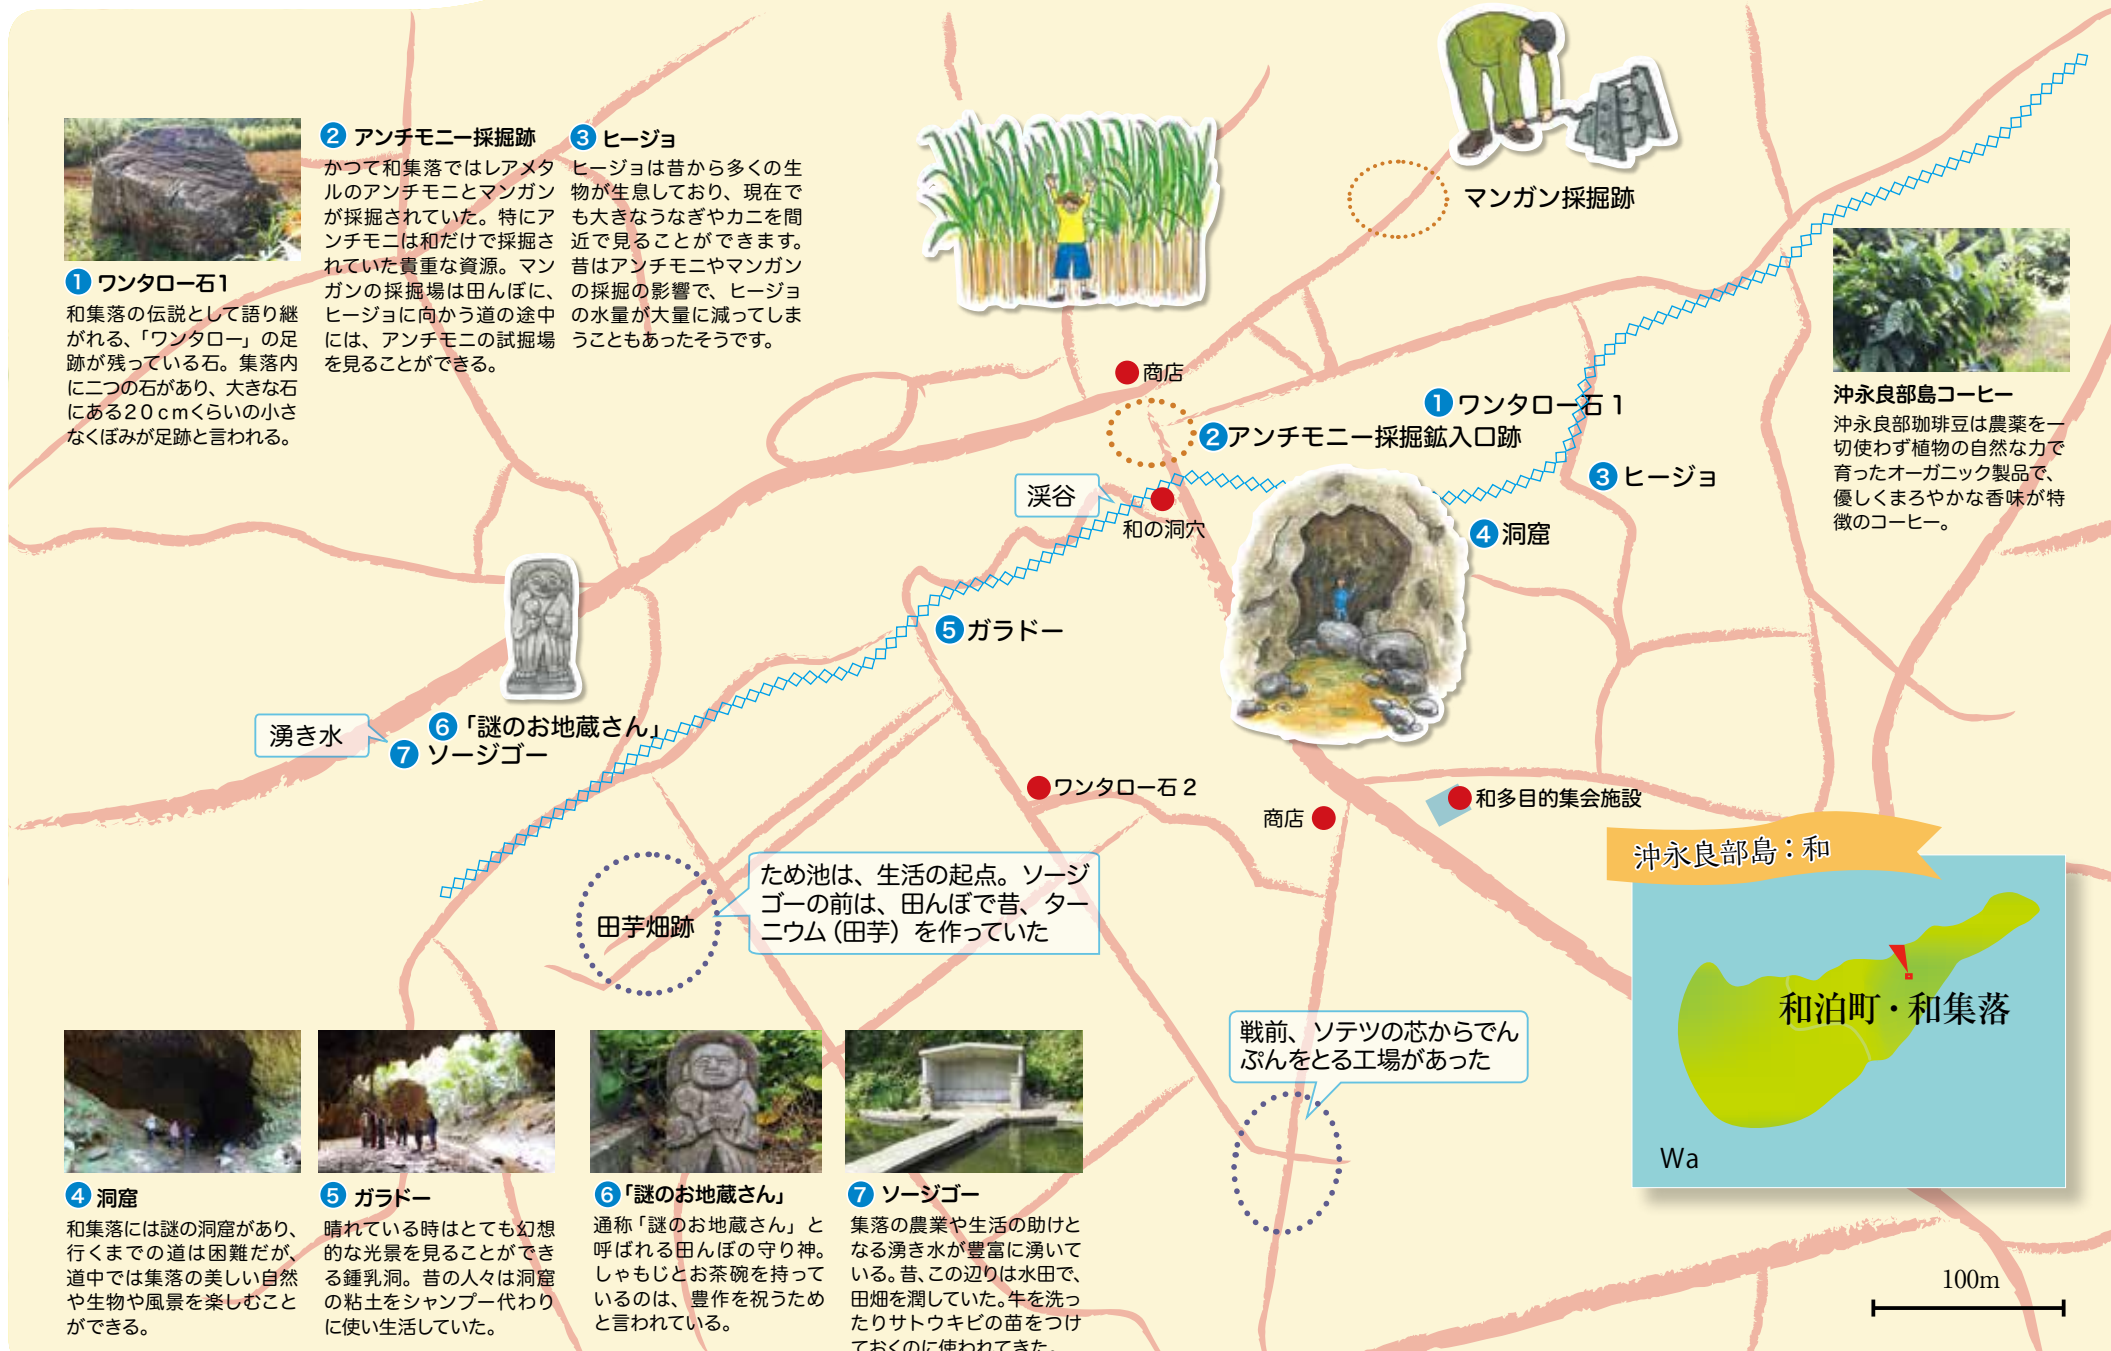 1 ワンタロー石1
和集落の伝説として語り継
がれる、「ワンタロー」の足
跡が残っている石。集落内
に二つの石があり、大きな石
にある20cmくらいの小さ
なくぼみが足跡と言われる。
2 アンチモニー採掘跡
かつて和集落ではレアメタ
ルのアンチモニとマンガン
が採掘されていた。特にア
ンチモニは和だけで採掘さ
れていた貴重な資源。マン
ガンの採掘場は田んぼに、
ヒージョに向かう道の途中
には、アンチモニの試掘場
を見ることができる。
3 ヒージョ
ヒージョは昔から多くの生
物が生息しており、現在で
も大きなうなぎやカニを間
近で見ることができます。
昔はアンチモニやマンガン
の採掘の影響で、ヒージョ
の水量が大量に減ってしま
うこともあったそうです。
マンガン採掘跡
沖永良部島コーヒー
沖永良部珈琲豆は農薬を一
切使わず植物の自然な力で
育ったオーガニック製品で、
優しくまろやかな香味が特
徴のコーヒー。
商店
1 ワンタロー石 1
2 アンチモニー採掘鉱入口跡
3 ヒージョ
渓谷
和の洞穴
4 洞窟
5 ガラドー
湧き水
6 「謎のお地蔵さん」
7 ソージゴー
ワンタロー石 2
商店
和多目的集会施設
田芋畑跡
ため池は、生活の起点。ソージ
ゴーの前は、田んぼで昔、ター
ニウム（田芋）を作っていた
戦前、ソテツの芯からでん
ぷんをとる工場があった
沖永良部島：和
和泊町・和集落
Wa
100m
4 洞窟
和集落には謎の洞窟があり、
行くまでの道は困難だが、
道中では集落の美しい自然
や生物や風景を楽しむこと
ができる。
5 ガラドー
晴れている時はとても幻想
的な光景を見ることができ
る鍾乳洞。昔の人々は洞窟
の粘土をシャンプー代わり
に使い生活していた。
6 「謎のお地蔵さん」
通称「謎のお地蔵さん」と
呼ばれる田んぼの守り神。
しゃもじとお茶碗を持って
いるのは、豊作を祝うため
と言われている。
7 ソージゴー
集落の農業や生活の助けと
なる湧き水が豊富に湧いて
いる。昔、この辺りは水田で、
田畑を潤していた。牛を洗っ
たりサトウキビの苗をつけ
ておくのに使われてきた。